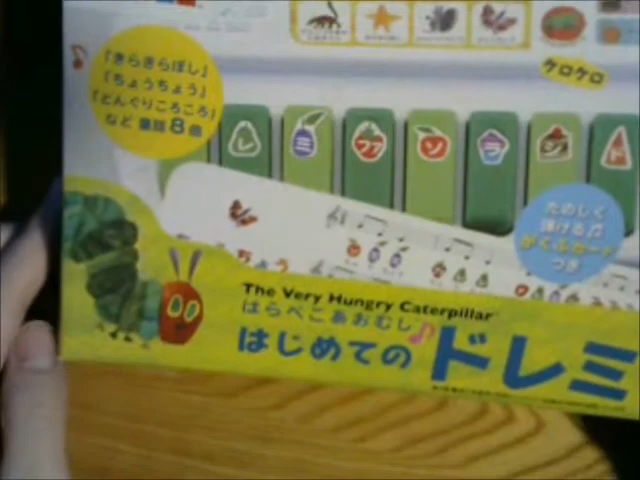 「きらきらぼし」
「ちょうちょう」
「どんぐりころころ」
など 童謡8曲
ケロケロ
レ
ミ
ファ
ソ
ラ
シ
ド
たのしく
弾ける♫
がくふカード
つき
The Very Hungry Caterpillar
はらぺこあおむし
はじめての
ドレミ